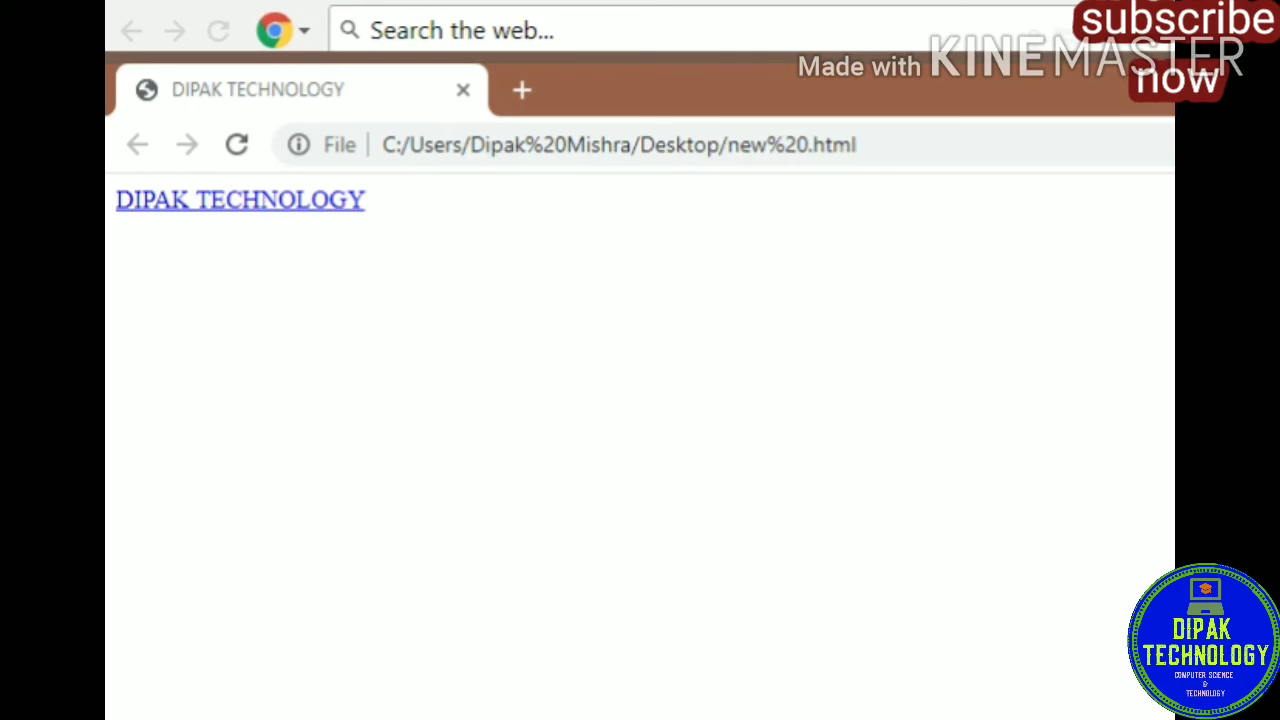 Search the web...
subscribe
now
Made with KINEMASTER
DIPAK TECHNOLOGY
File
C:/Users/Dipak%20Mishra/Desktop/new%20.html
DIPAK TECHNOLOGY
DIPAK
TECHNOLOGY
COMPUTER SCIENCE
&
TECHNOLOGY